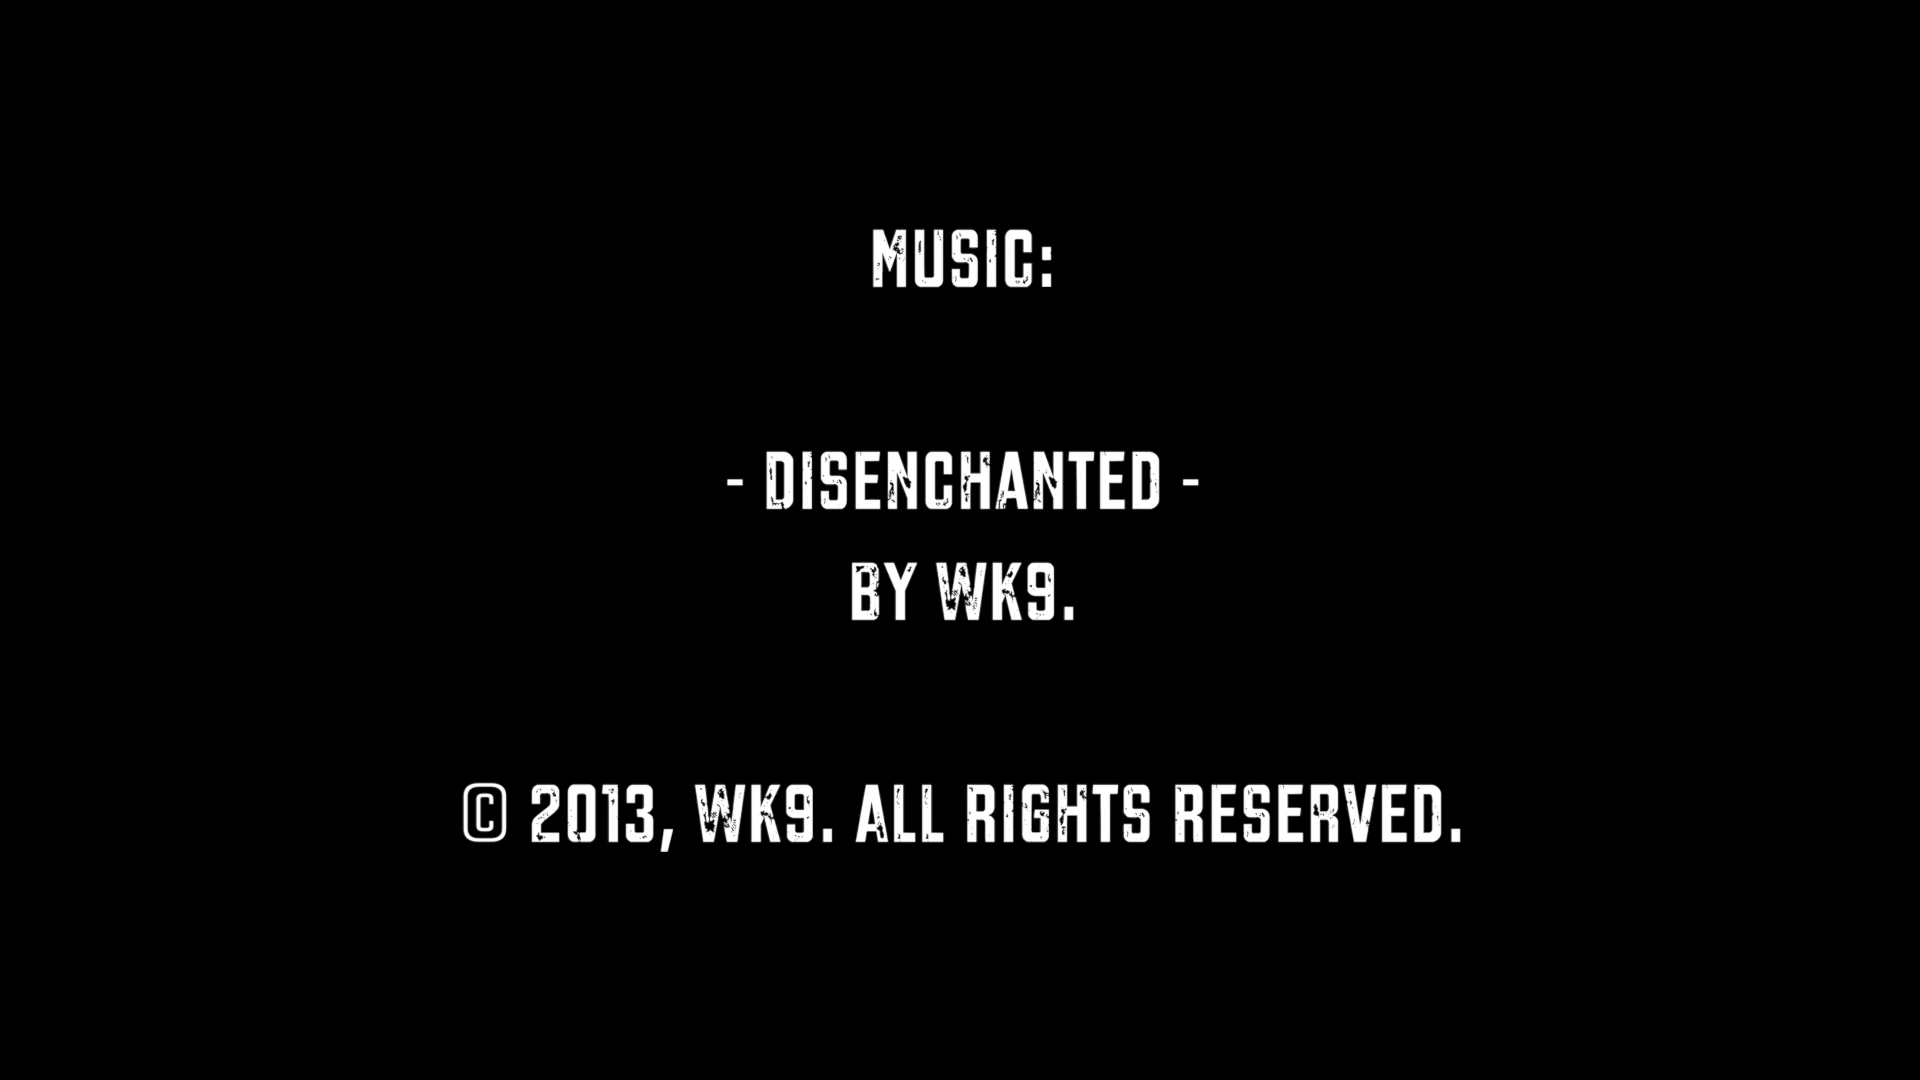 MUSIC:
- DISENCHANTED -
BY WK9.
© 2013, WK9. ALL RIGHTS RESERVED.